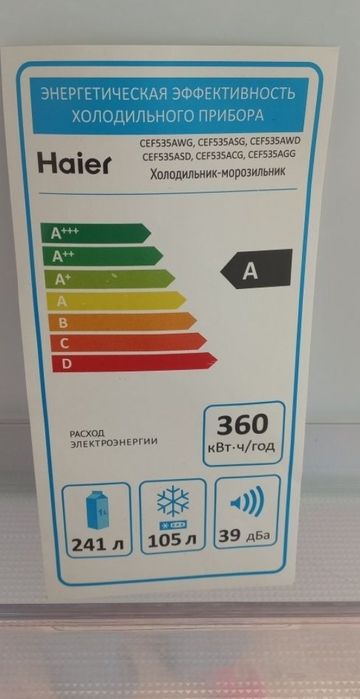 ЭНЕРГЕТИЧЕСКАЯ ЭФФЕКТИВНОСТЬ
ХОЛОДИЛЬНОГО ПРИБОРА
Haier
CEF535AWG, CEF535ASG, CEF535AWD
CEF535ASD, CEF535ACG, CEF535AGG
Холодильник-морозильник
A+++
A++
A+
A
B
C
D
A
РАСХОД
ЭЛЕКТРОЭНЕРГИИ
360
кВт·ч/год
1л
241 л
105 л
39 дБа